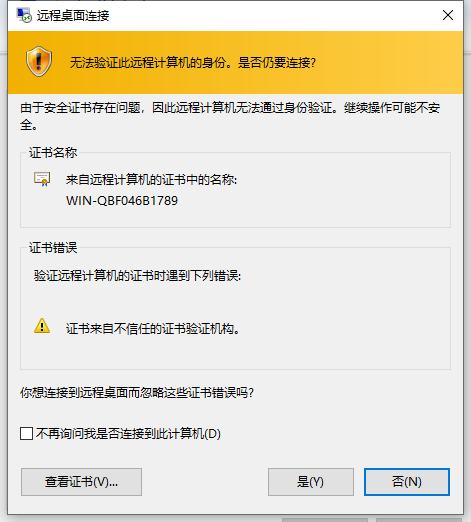 远程桌面连接
无法验证此远程计算机的身份。是否仍要连接?
由于安全证书存在问题，因此远程计算机无法通过身份验证。继续操作可能不安
全。
证书名称
来自远程计算机的证书中的名称:
WIN-QBF046B1789
证书错误
验证远程计算机的证书时遇到下列错误:
证书来自不信任的证书验证机构。
你想连接到远程桌面而忽略这些证书错误吗?
不再询问我是否连接到此计算机(D)
查看证书(V)...
是(Y)
否(N)